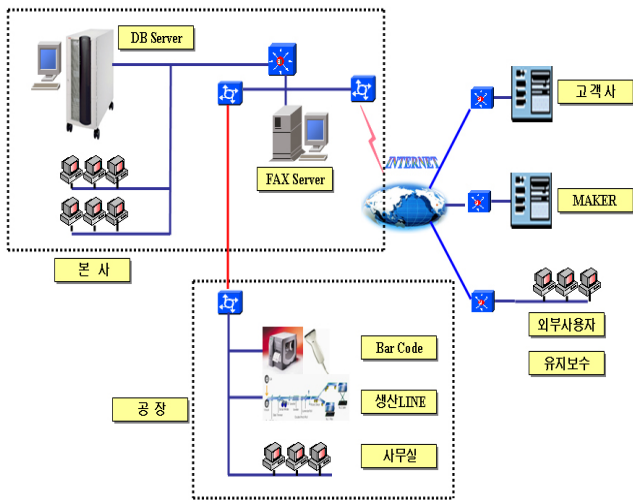 DB Server
고객사
FAX Server
INTERNET
MAKER
본 사
외부사용자
유지보수
Bar Code
생산LINE
공 장
사무실